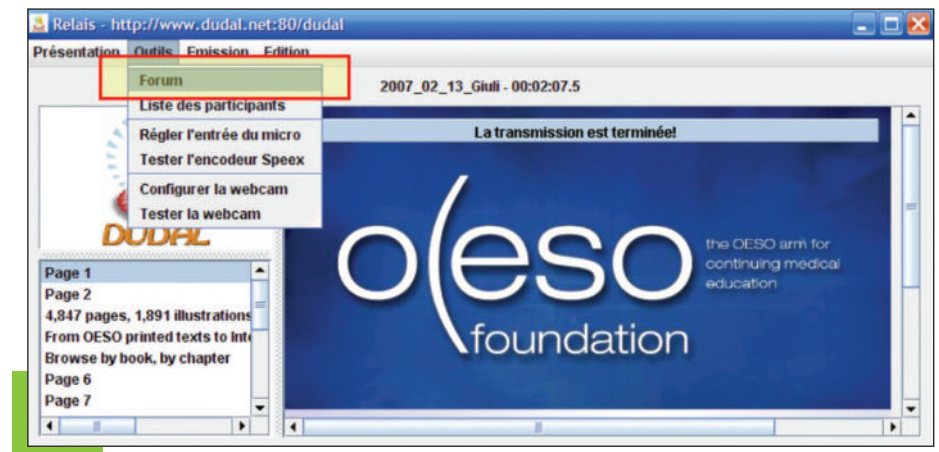 Relais - http://www.dudal.net:80/dudal
Présentation Outils Emission Edition
Forum
Liste des participants
Régler l'entrée du micro
Tester l'encodeur Speex
Configurer la webcam
Tester la webcam
2007_02_13_Giuli - 00:02:07.5
La transmission est terminée!
DUDAL
o(eso
foundation
the OESO arm for
continuing medical
education
Page 1
Page 2
4,847 pages, 1,891 illustrations
From OESO printed texts to Inte
Browse by book, by chapter
Page 6
Page 7